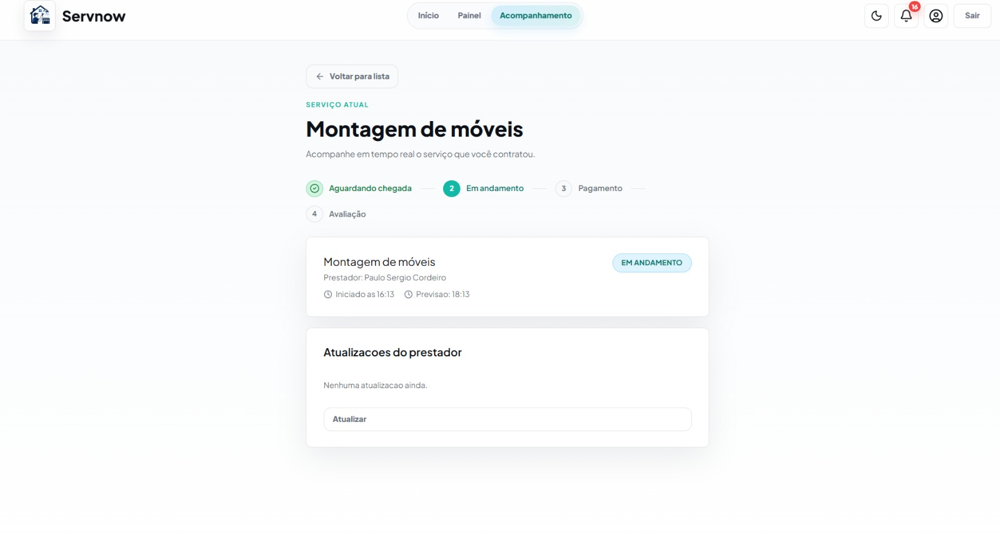 Servnow
Início Painel Acompanhamento
16
Sair
Voltar para lista
SERVIÇO ATUAL
Montagem de móveis
Acompanhe em tempo real o serviço que você contratou.
Aguardando chegada 2 Em andamento 3 Pagamento
4 Avaliação
Montagem de móveis EM ANDAMENTO
Prestador: Paulo Sergio Cordeiro
Iniciado as 16:13 Previsao: 18:13
Atualizacoes do prestador
Nenhuma atualizacao ainda.
Atualizar